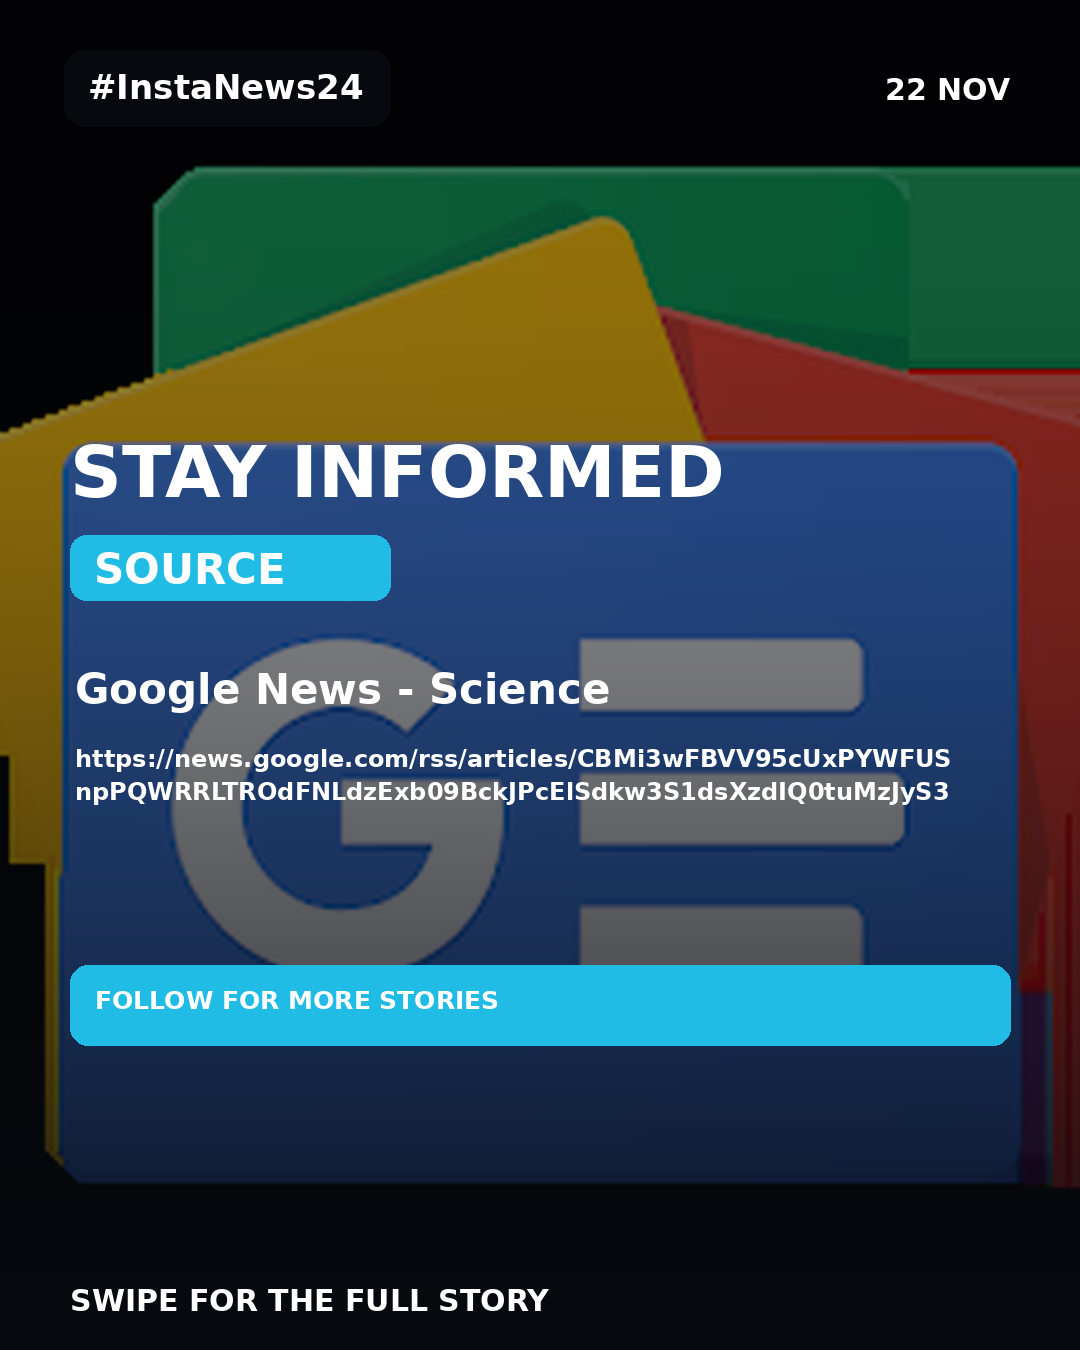 #InstaNews24
22 NOV
STAY INFORMED
SOURCE
Google News - Science
https://news.google.com/rss/articles/CBMi3wFBVV95cUxPYWFUS
npPQWRRLTROdFNLdzExb09BckJPcElSdkw3S1dsXzdIQ0tuMzJyS3
FOLLOW FOR MORE STORIES
SWIPE FOR THE FULL STORY